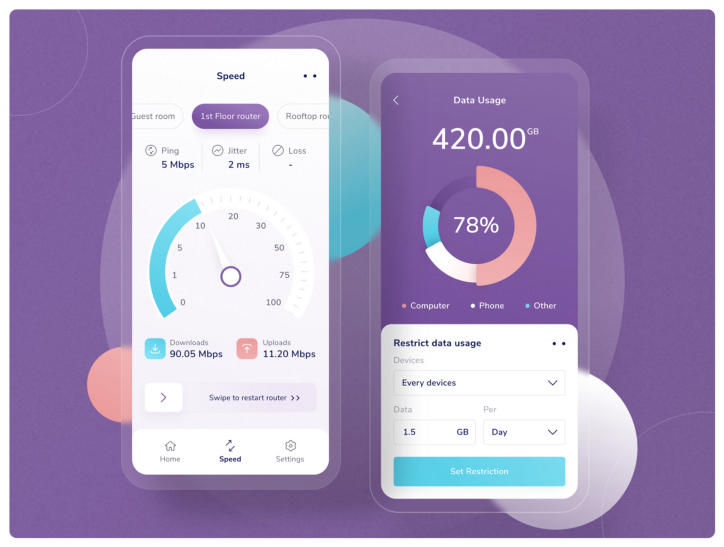 Speed
Guest room
1st Floor router
Rooftop rou
Ping
5 Mbps
Jitter
2 ms
Loss
-
0
1
5
10
20
30
50
75
100
Downloads
90.05 Mbps
Uploads
11.20 Mbps
Swipe to restart router
Home
Speed
Settings
Data Usage
420.00 GB
78%
Computer
Phone
Other
Restrict data usage
Devices
Every devices
Data
Per
1.5 GB
Day
Set Restriction